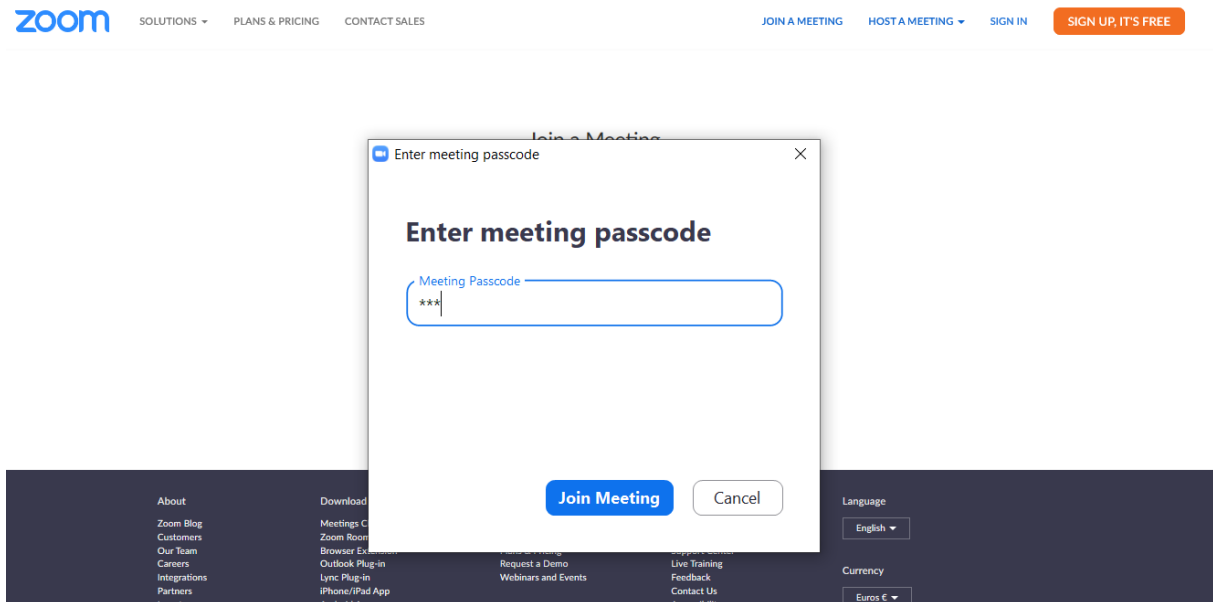 zoom SOLUTIONS PLANS & PRICING CONTACT SALES JOIN A MEETING HOST A MEETING SIGN IN SIGN UP, IT'S FREE
Join a Meeting
Enter meeting passcode
Enter meeting passcode
Meeting Passcode
***
Join Meeting Cancel
About
Zoom Blog
Customers
Our Team
Careers
Integrations
Partners
Download
Meetings
Zoom
Browser
Outlook Plug-in
Lync Plug-in
iPhone/iPad App
Request a Demo
Webinars and Events
Live Training
Feedback
Contact Us
Language
English
Currency
Euros €